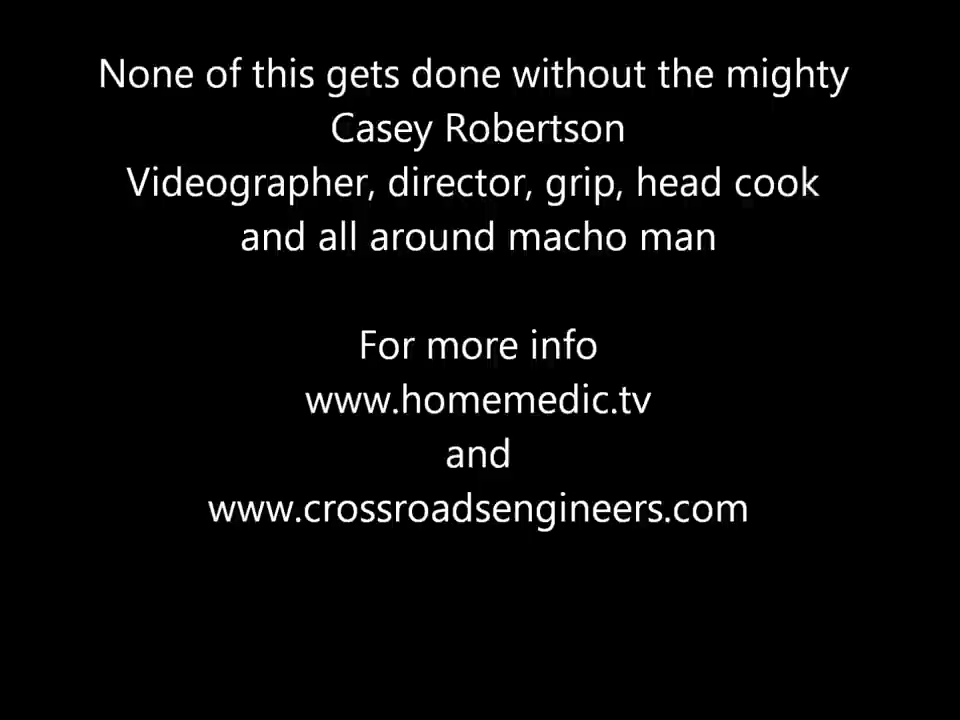 None of this gets done without the mighty
Casey Robertson
Videographer, director, grip, head cook
and all around macho man
For more info
www.homemedic.tv
and
www.crossroadsengineers.com